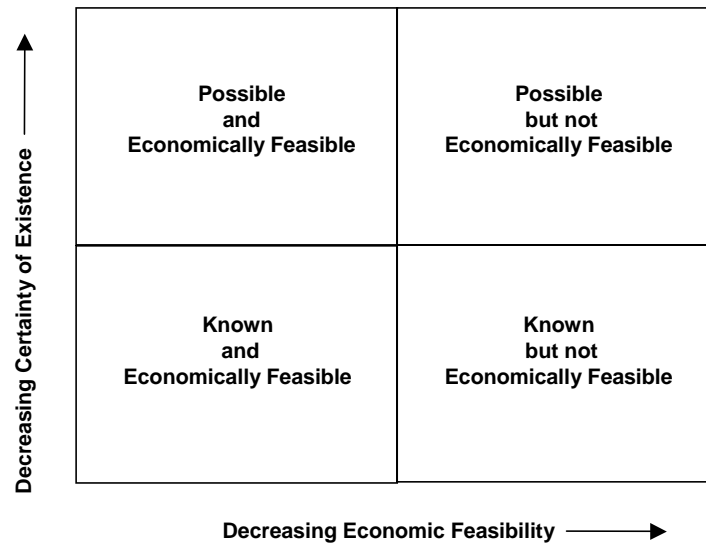 Decreasing Certainty of Existence
Possible
and
Economically Feasible
Possible
but not
Economically Feasible
Known
and
Economically Feasible
Known
but not
Economically Feasible
Decreasing Economic Feasibility